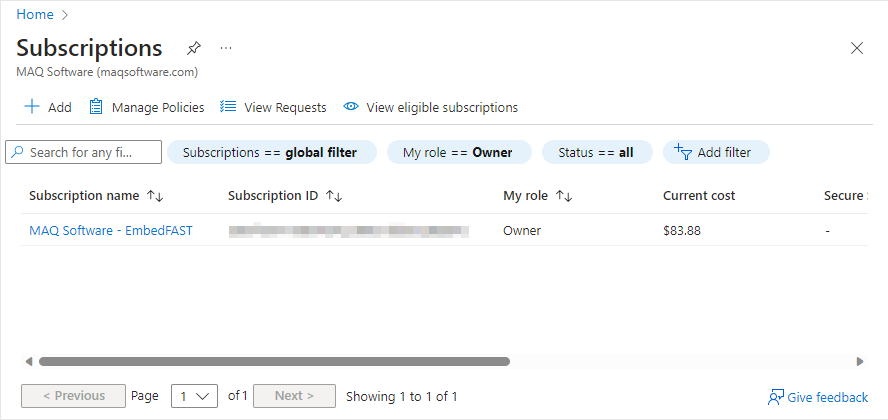 Home >
Subscriptions ...
MAQ Software (maqsoftware.com)
+ Add Manage Policies View Requests View eligible subscriptions
Search for any fi... Subscriptions == global filter My role == Owner Status == all Add filter
Subscription name ↑↓ Subscription ID ↑↓ My role ↑↓ Current cost Secure
MAQ Software - EmbedFAST Owner $83.88 -
< Previous Page 1 of 1 Next > Showing 1 to 1 of 1 Give feedback